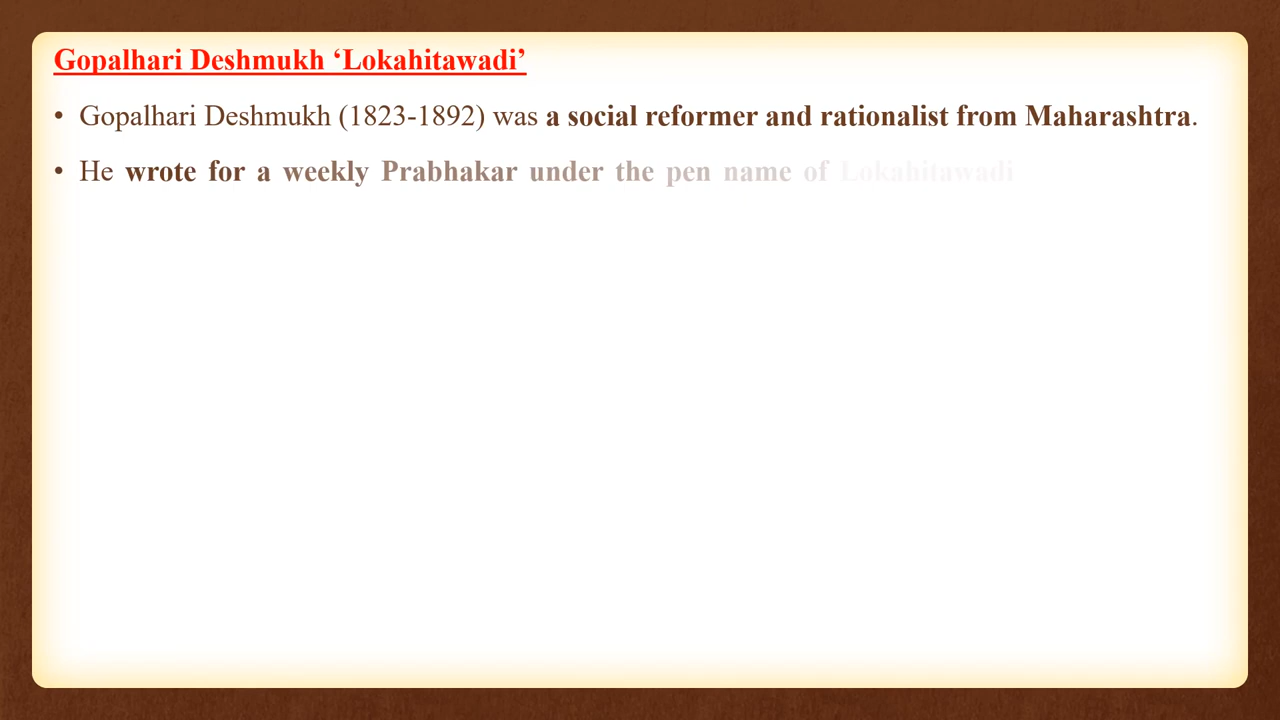 Gopalhari Deshmukh ‘Lokahitawadi’
• Gopalhari Deshmukh (1823-1892) was a social reformer and rationalist from Maharashtra.
• He wrote for a weekly Prabhakar under the pen name of Lokahitawadi